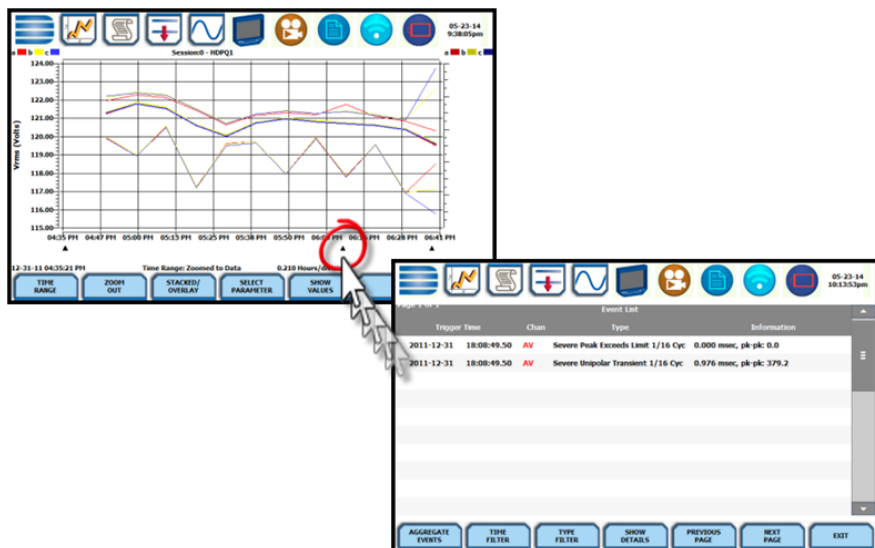 05-23-14
9:38:05pm
a b c Session:0 - HDPQ1 a b c
124.00
123.00
122.00
121.00
120.00
119.00
118.00
117.00
116.00
115.00
Vrms (Volts)
04:35 PM 04:47 PM 05:00 PM 05:13 PM 05:25 PM 05:38 PM 05:50 PM PM PM 06:41 PM
12-31-11 04:35:21 PM Time Range: Zoomed to Data 0.210 Hours/
TIME RANGE
ZOOM OUT
STACKED/ OVERLAY
SELECT PARAMETER
SHOW VALUES
05-23-14
10:13:53pm
Page 1 of 1
Event List
Trigger Time Chan Type Information
2011-12-31 18:08:49.50 AV Severe Peak Exceeds Limit 1/16 Cyc 0.000 msec, pk-pk: 0.0
2011-12-31 18:08:49.50 AV Severe Unipolar Transient 1/16 Cyc 0.976 msec, pk-pk: 379.2
AGGREGATE EVENTS
TIME FILTER
TYPE FILTER
SHOW DETAILS
PREVIOUS PAGE
NEXT PAGE
EXIT